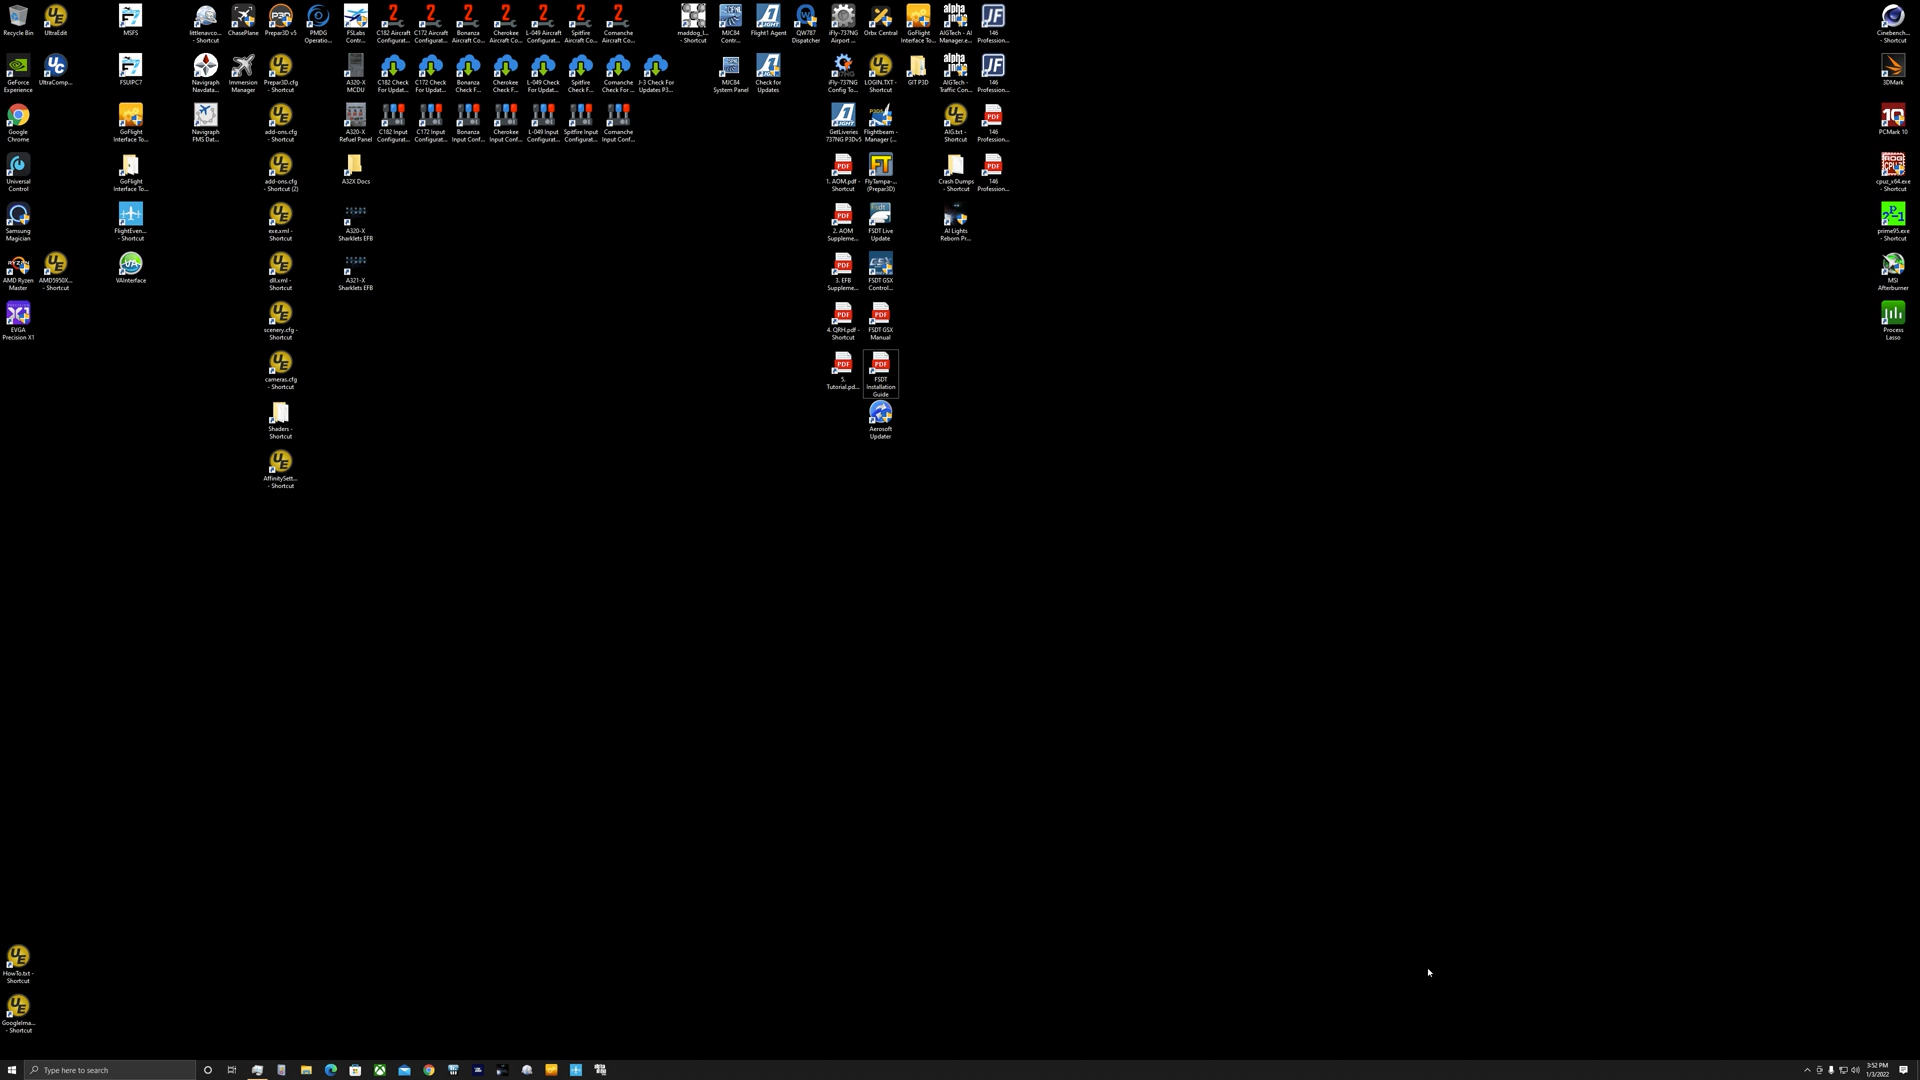 Recycle Bin
UltraEdit
MSFS
littlenavco...
- Shortcut
ChasePlane
Prepar3D v5
PMDG
Operatio...
FSLabs
Contr...
C182 Aircraft
Configurat...
C172 Aircraft
Configurat...
Bonanza
Aircraft Co...
Cherokee
Aircraft Co...
L-049 Aircraft
Configurat...
Spitfire
Aircraft Co...
Comanche
Aircraft Co...
maddog_l...
- Shortcut
MJC84
Contr...
Flight1 Agent
QW787
Dispatcher
iFly-737NG
Airport ...
Orbx Central
GoFlight
Interface To...
AIGTech - AI
Manager.e...
146
Profession...
Cinebench...
- Shortcut
GeForce
Experience
UltraComp...
FSUIPC7
Navigraph
Navdata...
Immersion
Manager
Prepar3D.cfg
- Shortcut
A320-X
MCDU
C182 Check
For Updat...
C172 Check
For Updat...
Bonanza
Check F...
Cherokee
Check F...
L-049 Check
For Updat...
Spitfire
Check F...
Comanche
Check For ...
J-3 Check For
Updates P3...
MJC84
System Panel
Check for
Updates
iFly-737NG
Config To...
LOGIN.TXT -
Shortcut
GIT P3D
AIGTech -
Traffic Con...
146
Profession...
3DMark
Google
Chrome
GoFlight
Interface To...
Navigraph
FMS Dat...
add-ons.cfg
- Shortcut
A320-X
Refuel Panel
C182 Input
Configurat...
C172 Input
Configurat...
Bonanza
Input Conf...
Cherokee
Input Conf...
L-049 Input
Configurat...
Spitfire Input
Configurat...
Comanche
Input Conf...
GetLiveries
737NG P3Dv5
Flightbeam -
Manager (...
AIG.txt -
Shortcut
146
Profession...
PCMark 10
Universal
Control
GoFlight
Interface To...
add-ons.cfg
- Shortcut (2)
A32X Docs
1. AOM.pdf -
Shortcut
FlyTampa-...
(Prepar3D)
Crash Dumps
- Shortcut
146
Profession...
cpuz_x64.exe
- Shortcut
Samsung
Magician
FlightEven...
- Shortcut
exe.xml -
Shortcut
A320-X
Sharklets EFB
2. AOM
Suppleme...
FSDT Live
Update
AI Lights
Reborn Pr...
prime95.exe
- Shortcut
AMD Ryzen
Master
AMD5950X...
- Shortcut
VAInterface
dll.xml -
Shortcut
A321-X
Sharklets EFB
3. EFB
Suppleme...
FSDT GSX
Control...
MSI
Afterburner
EVGA
Precision X1
scenery.cfg -
Shortcut
4. QRH.pdf -
Shortcut
FSDT GSX
Manual
Process
Lasso
cameras.cfg
- Shortcut
5.
Tutorial.pd...
FSDT
Installation
Guide
Shaders -
Shortcut
Aerosoft
Updater
AffinitySett...
- Shortcut
HowTo.txt -
Shortcut
GoogleIma...
- Shortcut
Type here to search
3:52 PM
1/3/2022